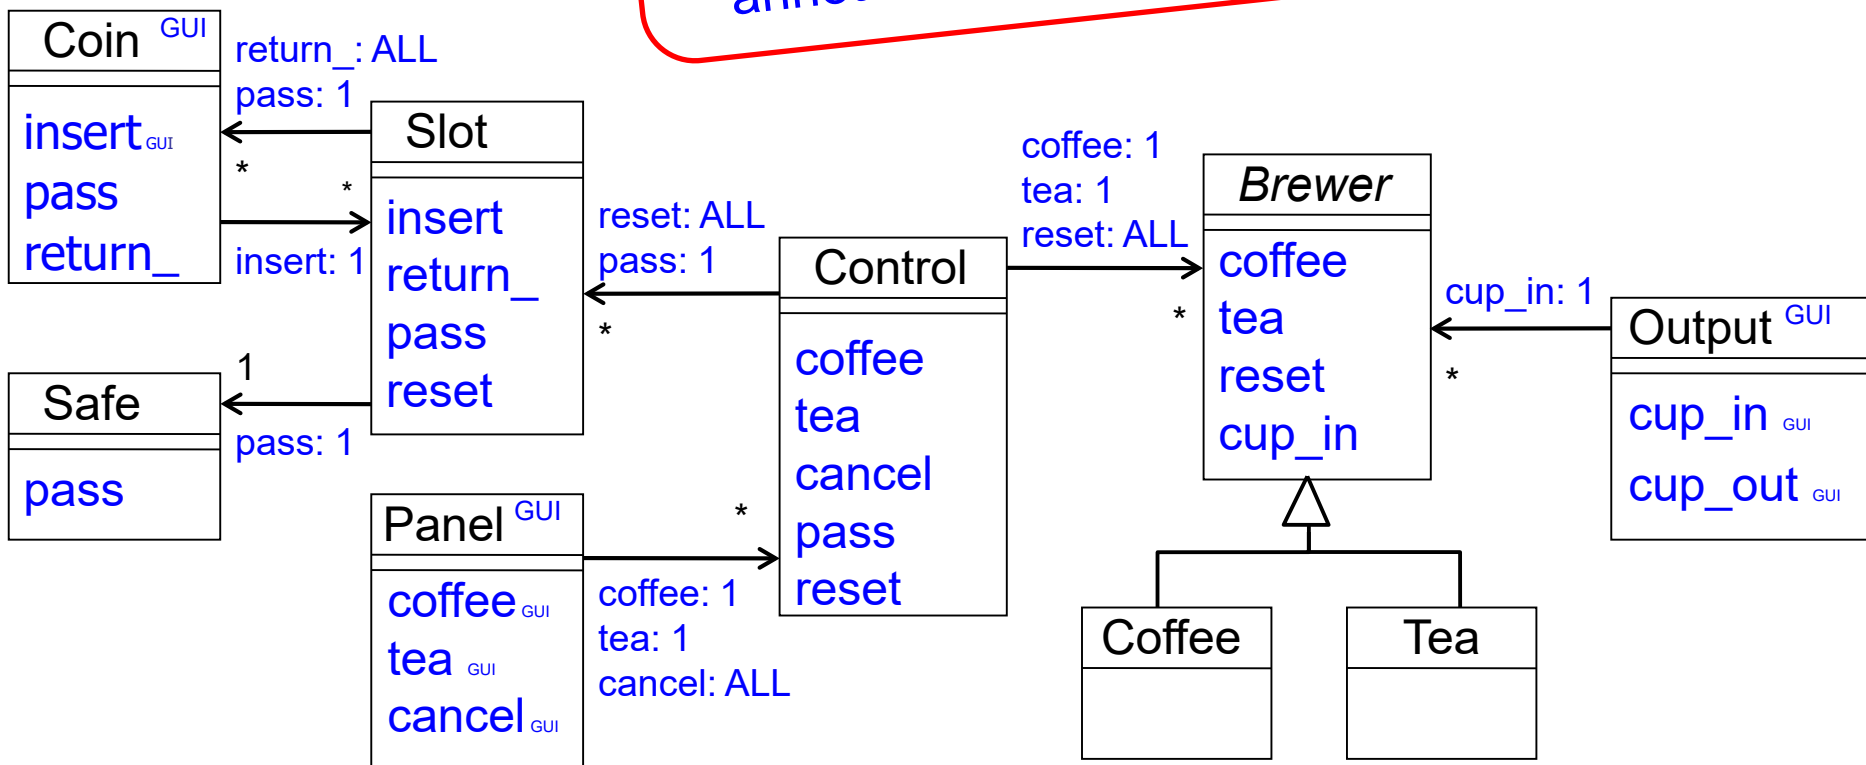 Coin GUI
insert GUI
pass
return_
return_: ALL
pass: 1
*
*
insert: 1
Slot
insert
return_
pass
reset
1
pass: 1
Safe
pass
reset: ALL
pass: 1
*
Control
coffee
tea
cancel
pass
reset
Panel GUI
coffee GUI
tea GUI
cancel GUI
*
coffee: 1
tea: 1
cancel: ALL
coffee: 1
tea: 1
reset: ALL
*
Brewer
coffee
tea
reset
cup_in
cup_in: 1
*
Output GUI
cup_in GUI
cup_out GUI
Coffee
Tea